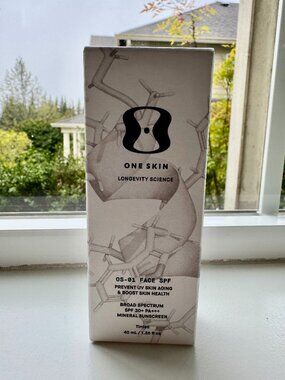 ONE SKIN
LONGEVITY SCIENCE
OS-01 FACE SPF
PREVENT UV SKIN AGING
& BOOST SKIN HEALTH
BROAD SPECTRUM
SPF 30+ PA+++
MINERAL SUNSCREEN
Tinted
40 mL / 1.35 fl oz